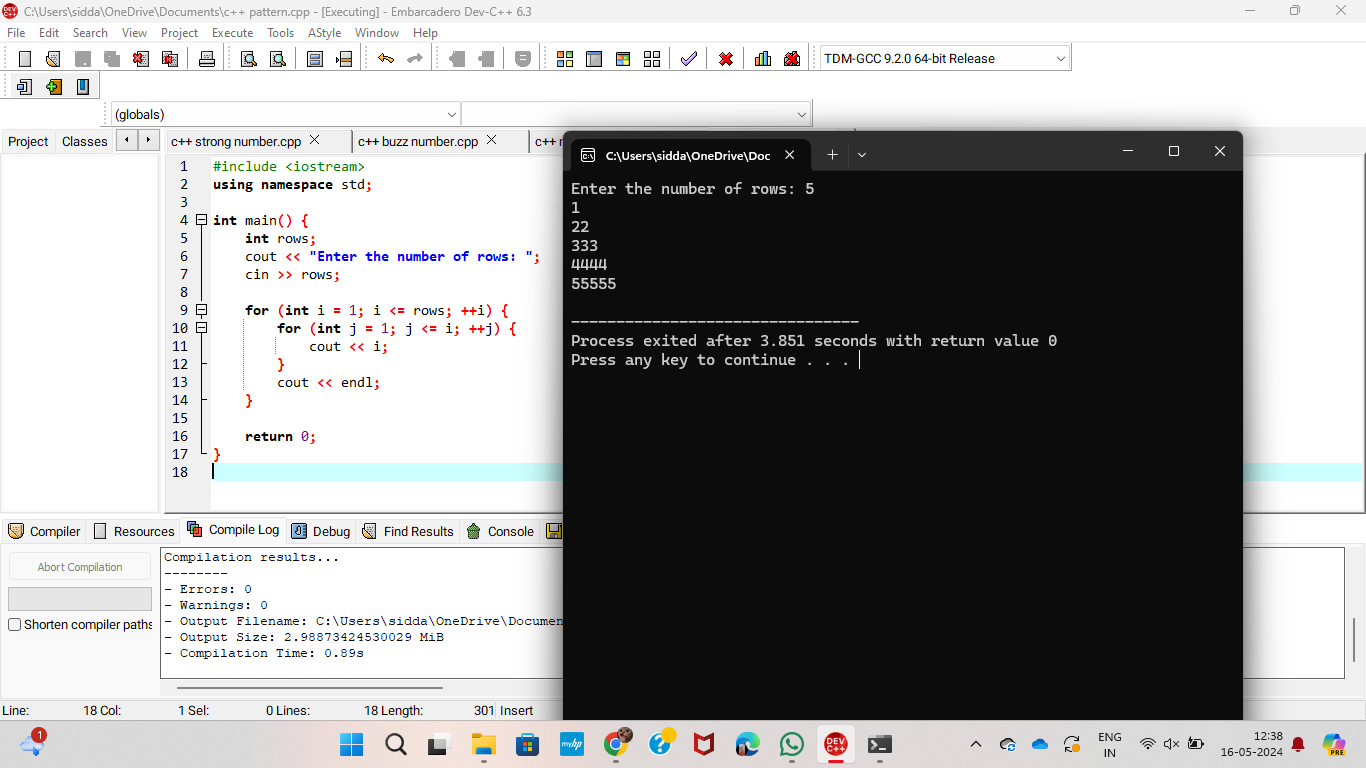 C:\Users\sidda\OneDrive\Documents\c++ pattern.cpp - [Executing] - Embarcadero Dev-C++ 6.3
File Edit Search View Project Execute Tools AStyle Window Help
TDM-GCC 9.2.0 64-bit Release
(globals)
Project Classes c++ strong number.cpp c++ buzz number.cpp c++
1 #include <iostream>
2 using namespace std;
3
4 int main() {
5 int rows;
6 cout << "Enter the number of rows: ";
7 cin >> rows;
8
9 for (int i = 1; i <= rows; ++i) {
10 for (int j = 1; j <= i; ++j) {
11 cout << i;
12 }
13 cout << endl;
14 }
15
16 return 0;
17 }
18
C:\Users\sidda\OneDrive\Doc
Enter the number of rows: 5
1
22
333
4444
55555
--------------------------------
Process exited after 3.851 seconds with return value 0
Press any key to continue . . .
Compiler Resources Compile Log Debug Find Results Console
Abort Compilation
Shorten compiler paths
Compilation results...
--------
- Errors: 0
- Warnings: 0
- Output Filename: C:\Users\sidda\OneDrive\Documen
- Output Size: 2.98873424530029 MiB
- Compilation Time: 0.89s
Line: 18 Col: 1 Sel: 0 Lines: 18 Length: 301 Insert
1
myhp
DEV C++
ENG
IN
12:38
16-05-2024
PRE